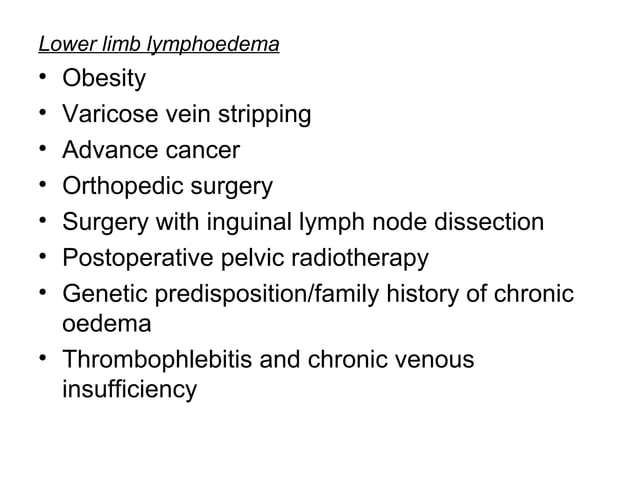 Lower limb lymphoedema
• Obesity
• Varicose vein stripping
• Advance cancer
• Orthopedic surgery
• Surgery with inguinal lymph node dissection
• Postoperative pelvic radiotherapy
• Genetic predisposition/family history of chronic
oedema
• Thrombophlebitis and chronic venous
insufficiency